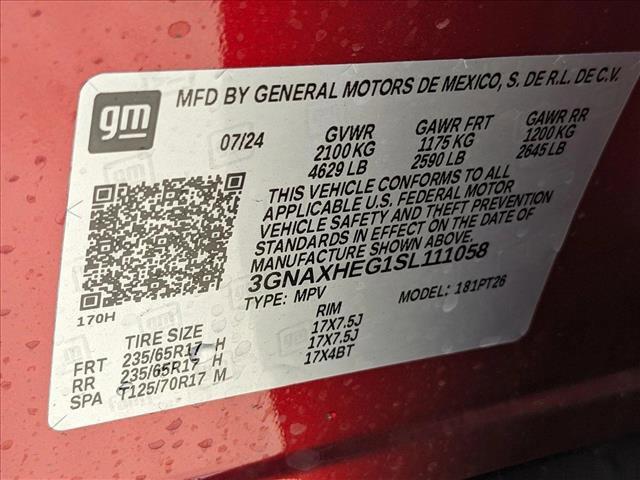 gm
MFD BY GENERAL MOTORS DE MEXICO, S. DE R.L. DE C.V.
07/24 GVWR GAWR FRT GAWR RR
2100 KG 1175 KG 1200 KG
4629 LB 2590 LB 2645 LB
THIS VEHICLE CONFORMS TO ALL
APPLICABLE U.S. FEDERAL MOTOR
VEHICLE SAFETY AND THEFT PREVENTION
STANDARDS IN EFFECT ON THE DATE OF
MANUFACTURE SHOWN ABOVE.
3GNAXHEG1SL111058
TYPE: MPV MODEL: 181PT26
170H
TIRE SIZE RIM
FRT 235/65R17 H 17X7.5J
RR 235/65R17 H 17X7.5J
SPA T125/70R17 M 17X4BT